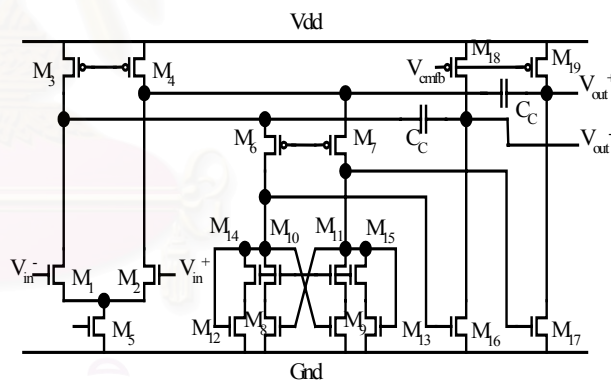 Vdd
M18
M3
M4
Vcmfb
M19
Vout+
CC
M6
M7
CC
Vout-
M14
M10
M11
M15
Vin-
M1
M2
Vin+
M5
M12
M8
M9
M13
M16
M17
Gnd